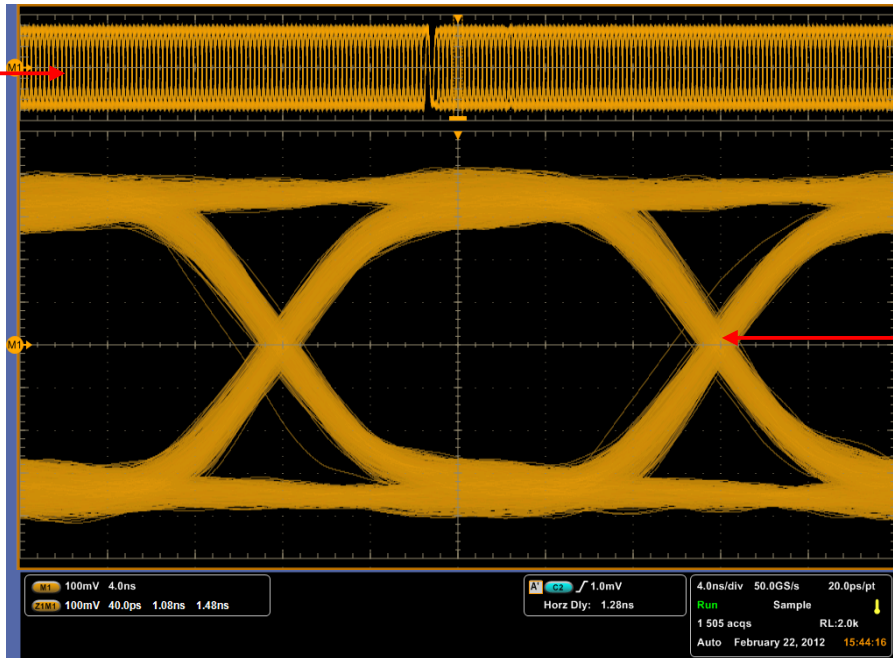 M1
M1
M1 100mV 4.0ns
Z1M1 100mV 40.0ps 1.08ns 1.48ns
A' C2 1.0mV
Horz Dly: 1.28ns
4.0ns/div 50.0GS/s 20.0ps/pt
Run Sample
1 505 acqs RL:2.0k
Auto February 22, 2012 15:44:16